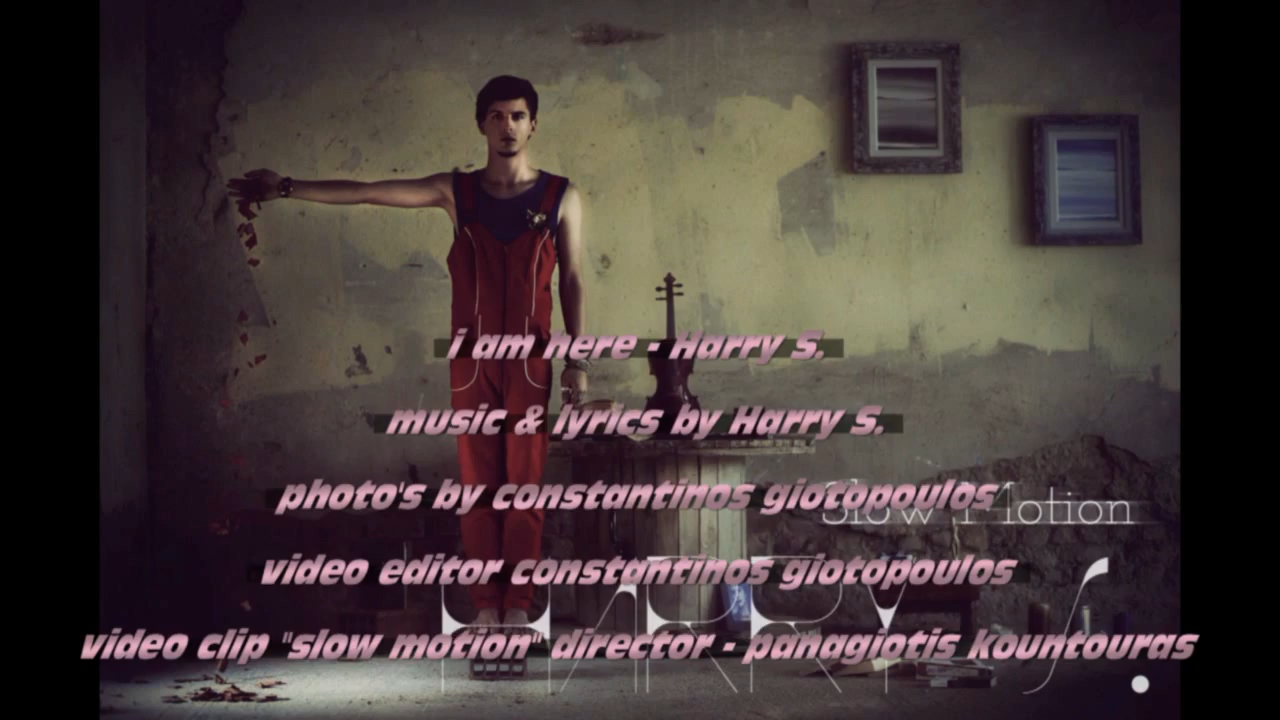 i am here - Harry S.
music & lyrics by Harry S.
photo's by constantinos giotopoulos
Slow Motion
video editor constantinos giotopoulos
HARRY S.
video clip "slow motion" director - panagiotis kountouras